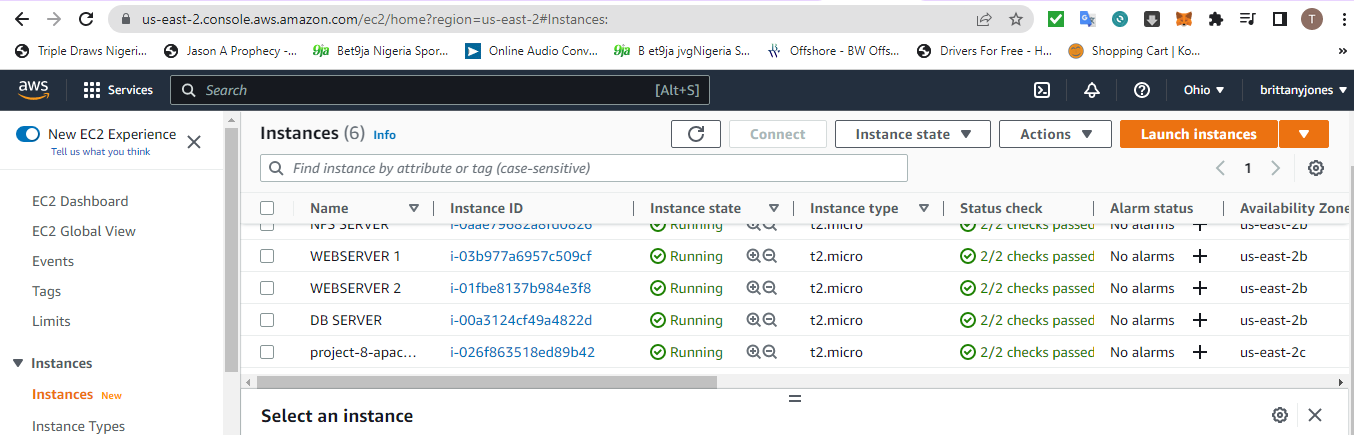 us-east-2.console.aws.amazon.com/ec2/home?region=us-east-2#Instances:
T
Triple Draws Nigeri... Jason A Prophecy -... 9ja Bet9ja Nigeria Spor... Online Audio Conv... 9ja B et9ja jvgNigeria S... Offshore - BW Offs... Drivers For Free - H... Shopping Cart | Ko... »
aws Services Search [Alt+S] Ohio brittanyjones
New EC2 Experience
Tell us what you think
EC2 Dashboard
EC2 Global View
Events
Tags
Limits
Instances
Instances New
Instance Types
Instances (6) Info Connect Instance state Actions Launch instances
Find instance by attribute or tag (case-sensitive)
1
Name Instance ID Instance state Instance type Status check Alarm status Availability Zone
NFS SERVER i-0aae79682a8fd0826 Running t2.micro 2/2 checks passed No alarms us-east-2b
WEBSERVER 1 i-03b977a6957c509cf Running t2.micro 2/2 checks passed No alarms us-east-2b
WEBSERVER 2 i-01fbe8137b984e3f8 Running t2.micro 2/2 checks passed No alarms us-east-2b
DB SERVER i-00a3124cf49a4822d Running t2.micro 2/2 checks passed No alarms us-east-2b
project-8-apac... i-026f863518ed89b42 Running t2.micro 2/2 checks passed No alarms us-east-2c
Select an instance